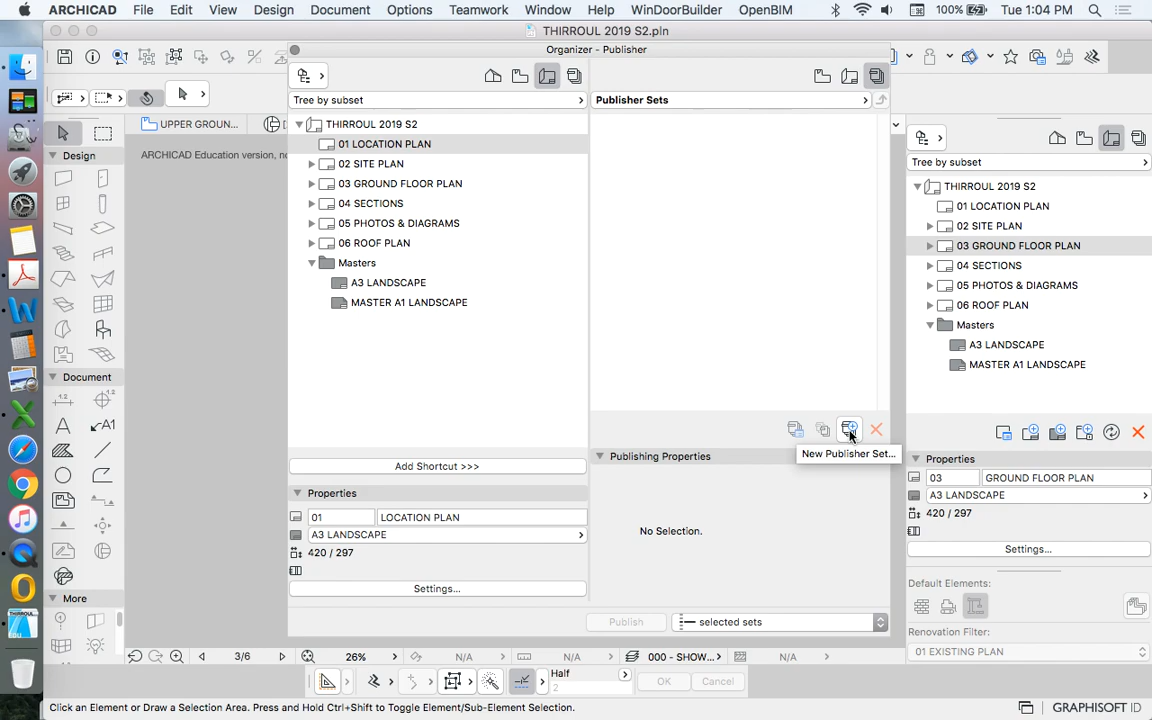 ARCHICAD File Edit View Design Document Options Teamwork Window Help WinDoorBuilder OpenBIM 100% Tue 1:04 PM
THIRROUL 2019 S2.pln
Organizer - Publisher
Tree by subset
Publisher Sets
UPPER GROUN...
ARCHICAD Education version, no
THIRROUL 2019 S2
01 LOCATION PLAN
02 SITE PLAN
03 GROUND FLOOR PLAN
04 SECTIONS
05 PHOTOS & DIAGRAMS
06 ROOF PLAN
Masters
A3 LANDSCAPE
MASTER A1 LANDSCAPE
Add Shortcut >>>
Properties
01 LOCATION PLAN
A3 LANDSCAPE
420 / 297
Settings...
New Publisher Set...
Publishing Properties
No Selection.
Publish
selected sets
Tree by subset
THIRROUL 2019 S2
01 LOCATION PLAN
02 SITE PLAN
03 GROUND FLOOR PLAN
04 SECTIONS
05 PHOTOS & DIAGRAMS
06 ROOF PLAN
Masters
A3 LANDSCAPE
MASTER A1 LANDSCAPE
Properties
03 GROUND FLOOR PLAN
A3 LANDSCAPE
420 / 297
Settings...
Default Elements:
Renovation Filter:
01 EXISTING PLAN
Design
Document
More
3/6 26% N/A N/A 000 - SHOW... N/A
Half
2
OK Cancel
Click an Element or Draw a Selection Area. Press and Hold Ctrl+Shift to Toggle Element/Sub-Element Selection.
GRAPHISOFT ID